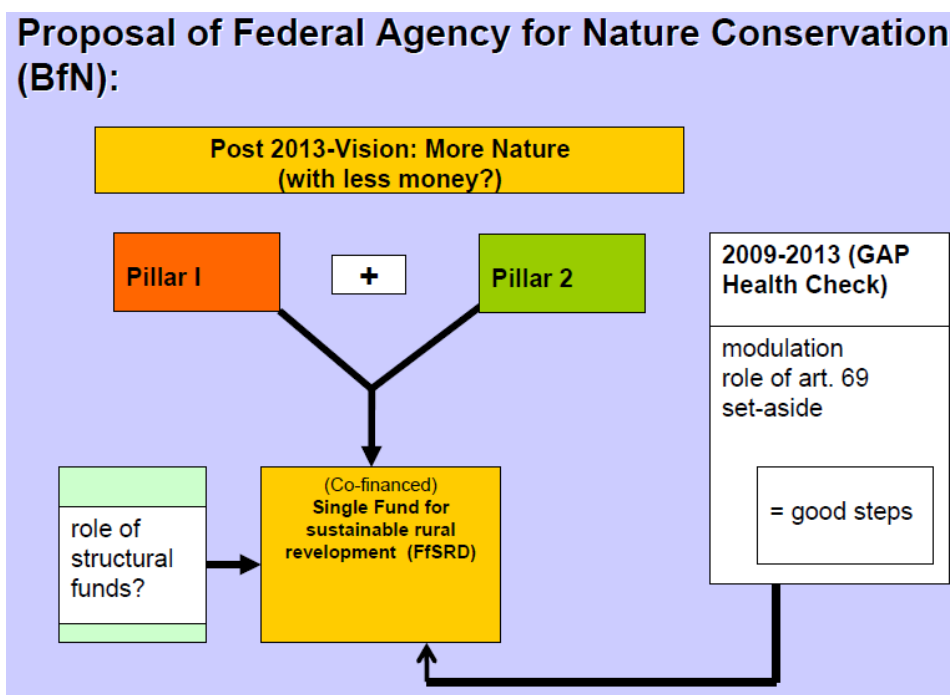 Proposal of Federal Agency for Nature Conservation
(BfN):
Post 2013-Vision: More Nature
(with less money?)
Pillar I
+
Pillar 2
2009-2013 (GAP
Health Check)
modulation
role of art. 69
set-aside
= good steps
role of
structural
funds?
(Co-financed)
Single Fund for
sustainable rural
revelopment (FfSRD)